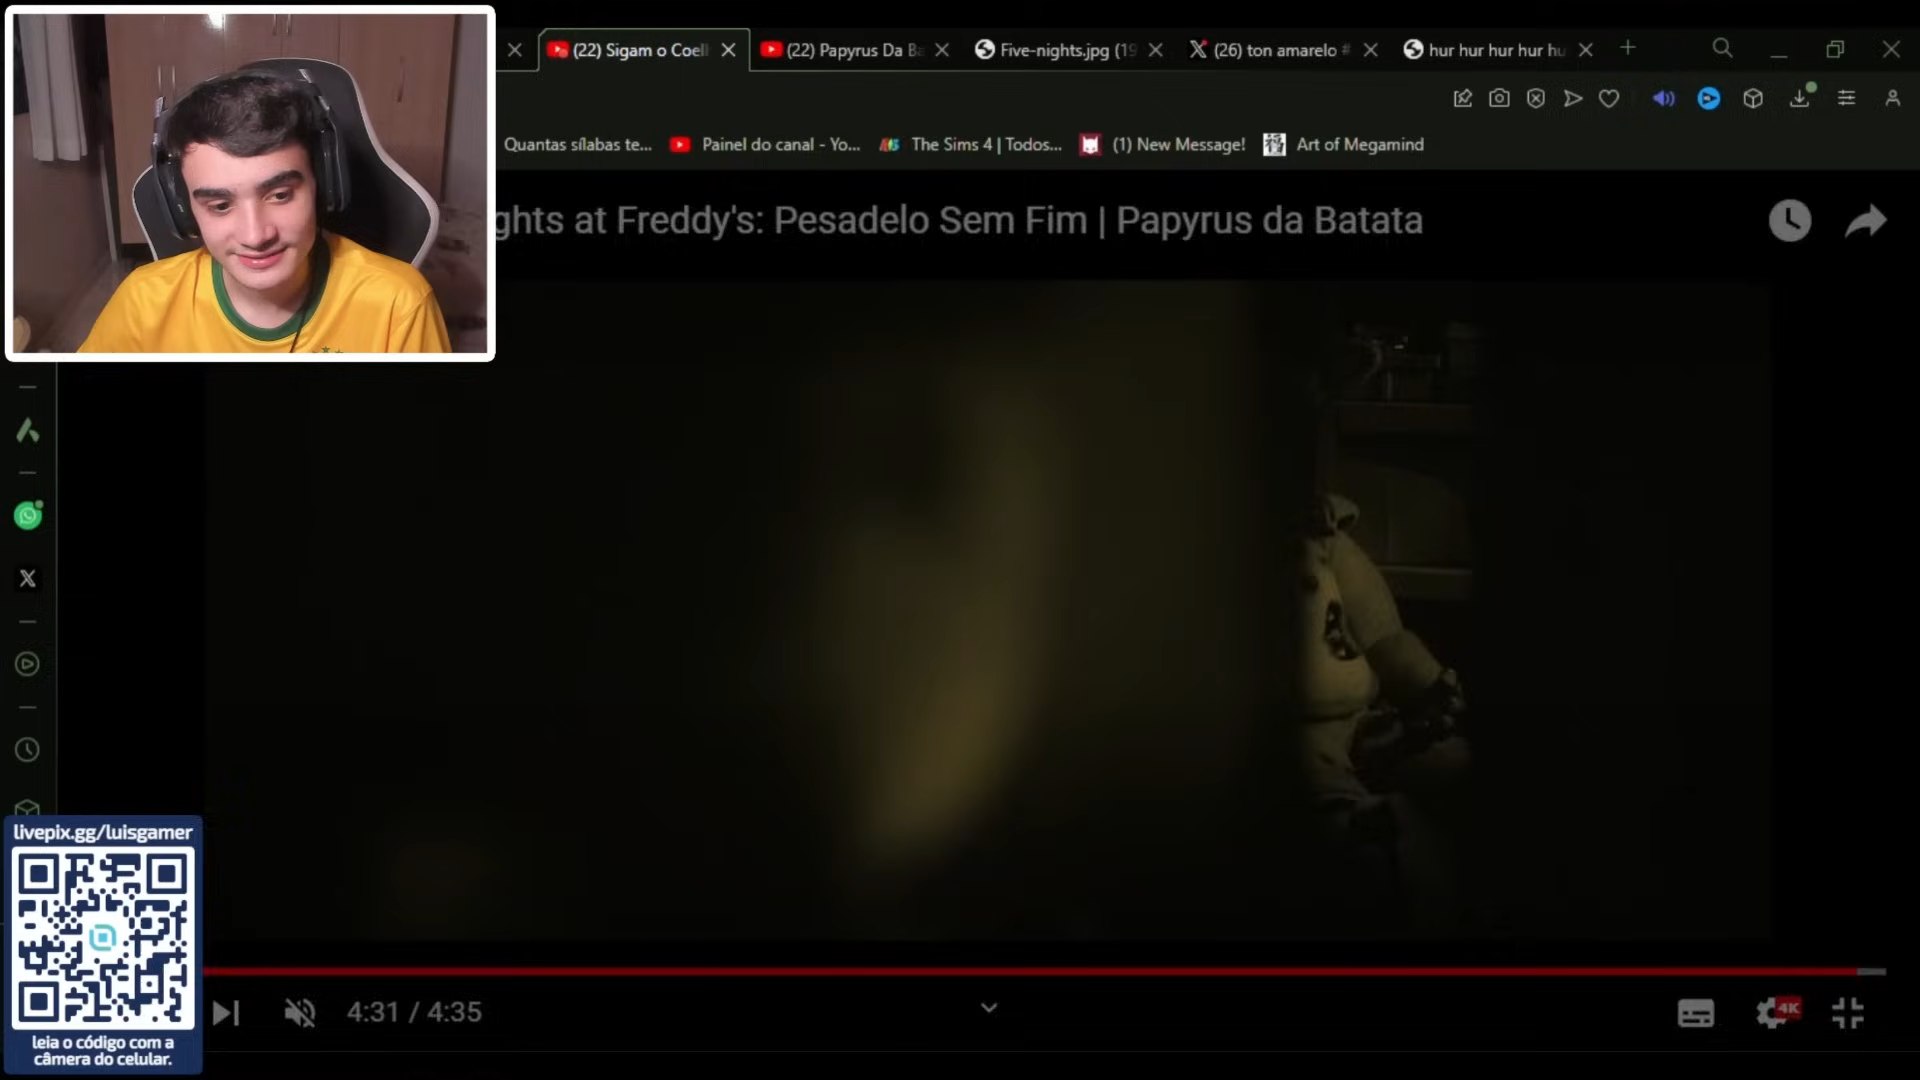 (22) Sigam o Coel
(22) Papyrus Da Ba
Five-nights.jpg (19
(26) ton amarelo #
hur hur hur hur hu
Quantas sílabas te...
Painel do canal - Yo...
The Sims 4 | Todos...
(1) New Message!
Art of Megamind
ghts at Freddy's: Pesadelo Sem Fim | Papyrus da Batata
livepix.gg/luisgamer
leia o código com a
câmera do celular.
4:31 / 4:35
4K